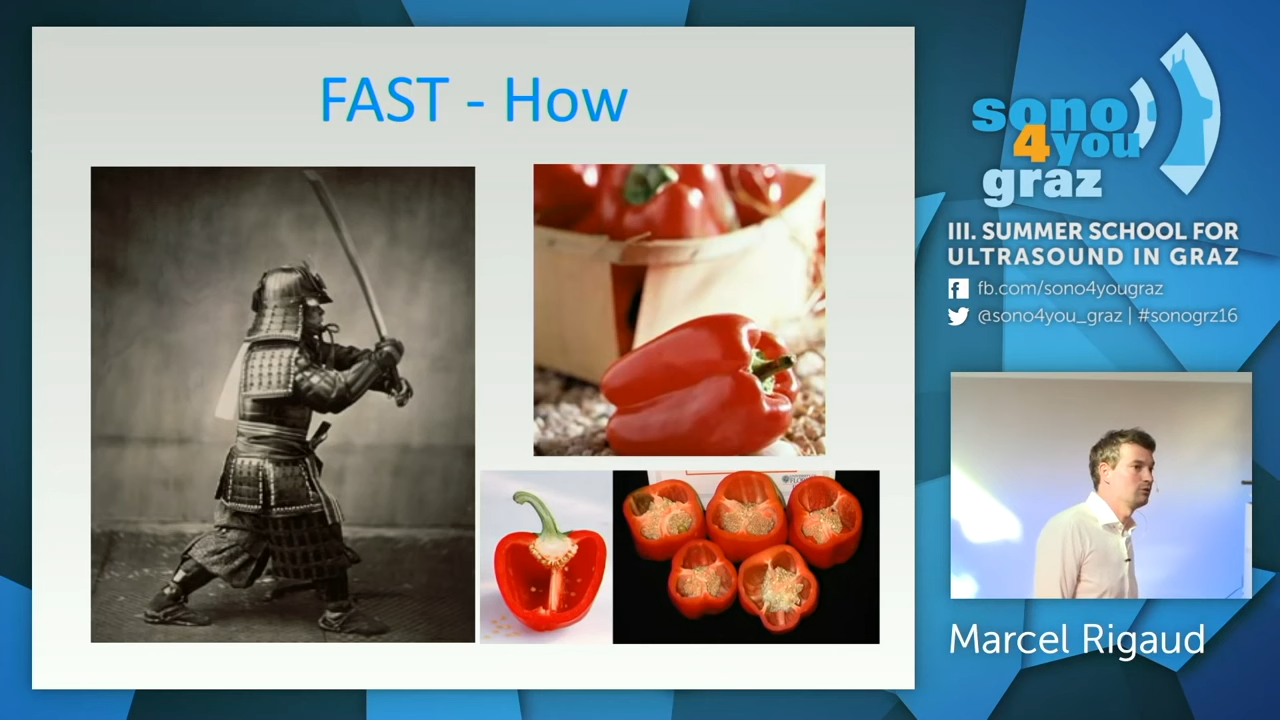 FAST - How
sono
4you
graz
III. SUMMER SCHOOL FOR
ULTRASOUND IN GRAZ
fb.com/sono4yougraz
@sono4you_graz | #sonogrz16
Marcel Rigaud